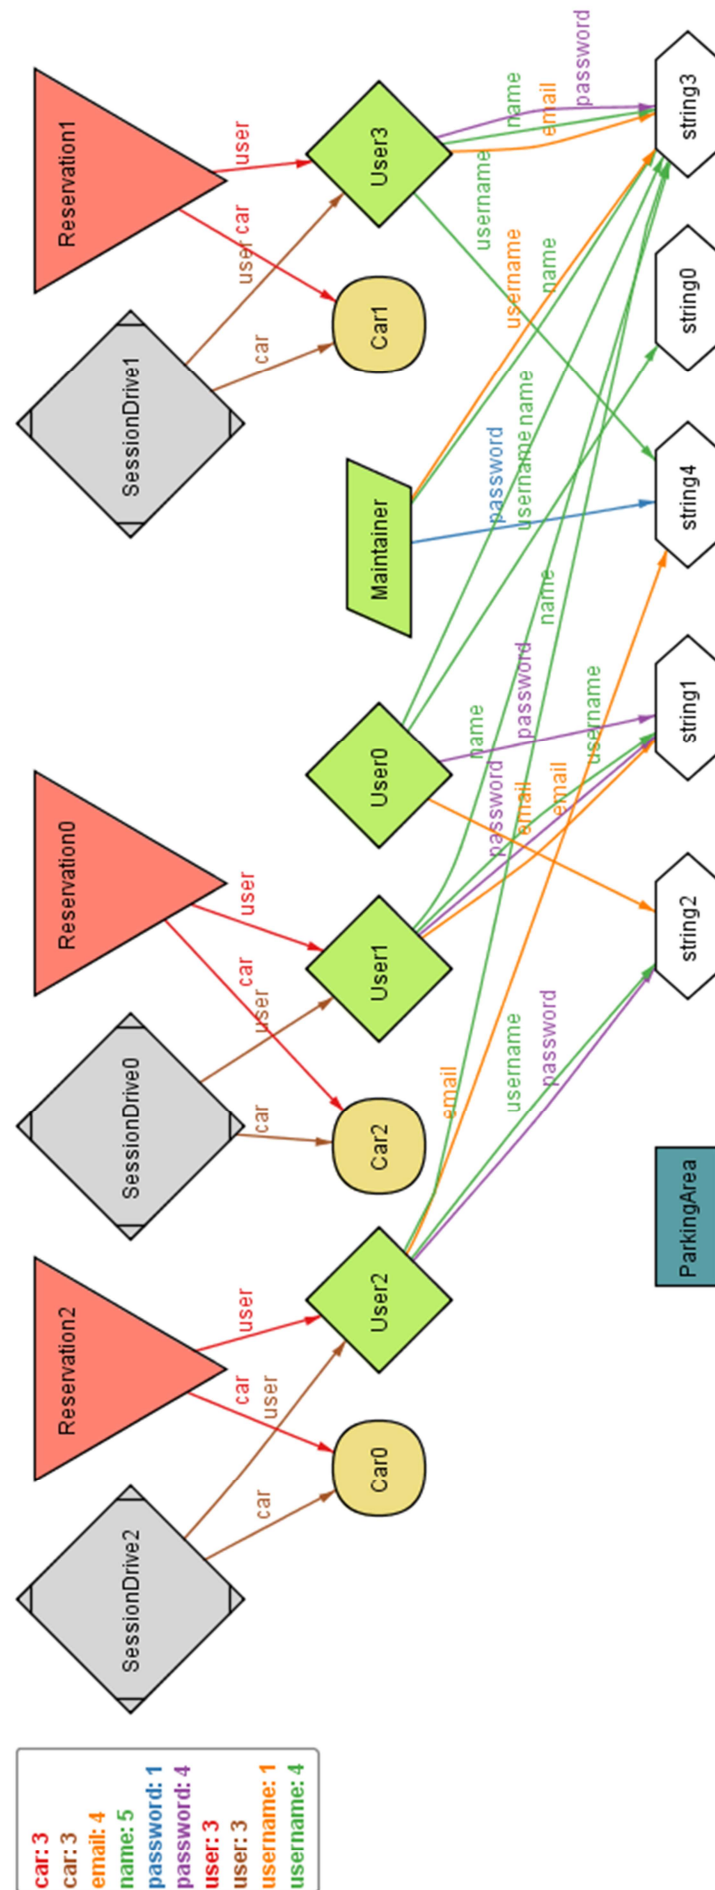 car: 3
car: 3
email: 4
name: 5
password: 1
password: 4
user: 3
user: 3
username: 1
username: 4
SessionDrive2
Reservation2
SessionDrive0
Reservation0
SessionDrive1
Reservation1
car
user
car
user
car
user
car
user
car
user
car
user
Car0
User2
Car2
User1
User0
Maintainer
Car1
User3
email
username
password
name
password
email
email
username
password
name
username
name
password
username
name
username
name
email
password
ParkingArea
string2
string1
string4
string0
string3